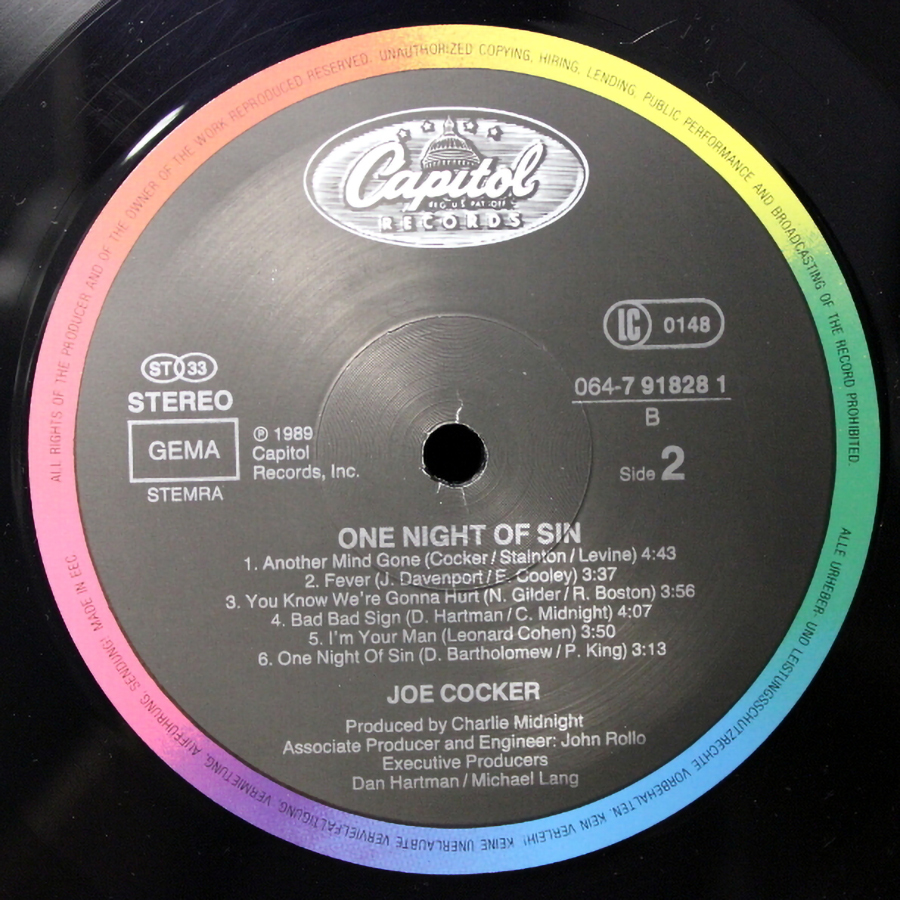 ALL RIGHTS OF THE PRODUCER AND OF THE OWNER OF THE WORK REPRODUCED RESERVED. UNAUTHORIZED COPYING, HIRING, LENDING, PUBLIC PERFORMANCE AND BROADCASTING OF THE RECORD PROHIBITED.
Capitol
REG. U.S. PAT. OFF.
RECORDS
LC 0148
ST 33
STEREO
GEMA
STEMRA
℗ 1989
Capitol
Records, Inc.
064-7 91828 1
B
Side 2
ONE NIGHT OF SIN
1. Another Mind Gone (Cocker/Stainton/Levine) 4:43
2. Fever (J. Davenport/E. Cooley) 3:37
3. You Know We're Gonna Hurt (N. Gilder/R. Boston) 3:56
4. Bad Bad Sign (D. Hartman/C. Midnight) 4:07
5. I'm Your Man (Leonard Cohen) 3:50
6. One Night Of Sin (D. Bartholomew/P. King) 3:13
JOE COCKER
Produced by Charlie Midnight
Associate Producer and Engineer: John Rollo
Executive Producers
Dan Hartman/Michael Lang
ALLE URHEBER- UND LEISTUNGSSCHUTZRECHTE VORBEHALTEN. KEIN VERLEIH! KEINE UNERLAUBTE VERVIELFÄLTIGUNG, VERMIETUNG, AUFFÜHRUNG, SENDUNG! MADE IN EEC